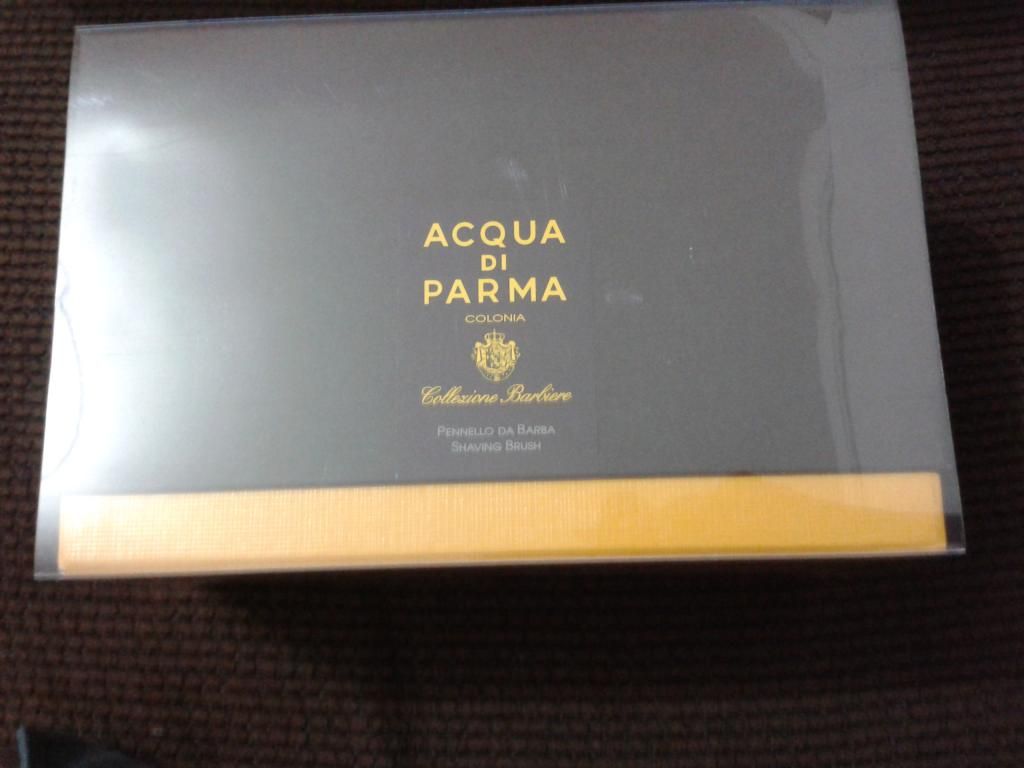 ACQUA
DI
PARMA
COLONIA
Collezione Barbiere
PENNELLO DA BARBA
SHAVING BRUSH